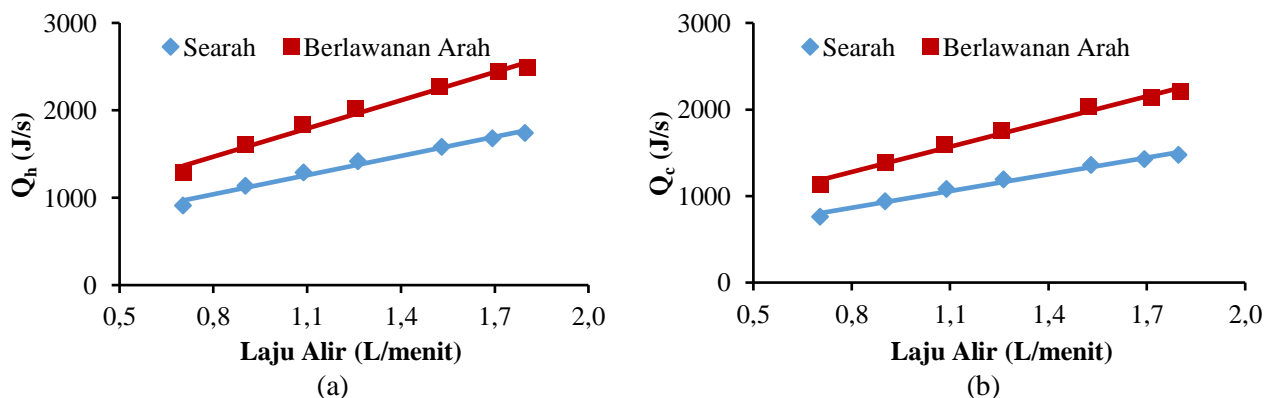 3000
Searah
Berlawanan Arah
2000
1000
0
Qh (J/s)
0,5
0,8
1,1
1,4
1,7
2,0
Laju Alir (L/menit)
(a)
3000
Searah
Berlawanan Arah
2000
1000
0
Qc (J/s)
0,5
0,8
1,1
1,4
1,7
2,0
Laju Alir (L/menit)
(b)